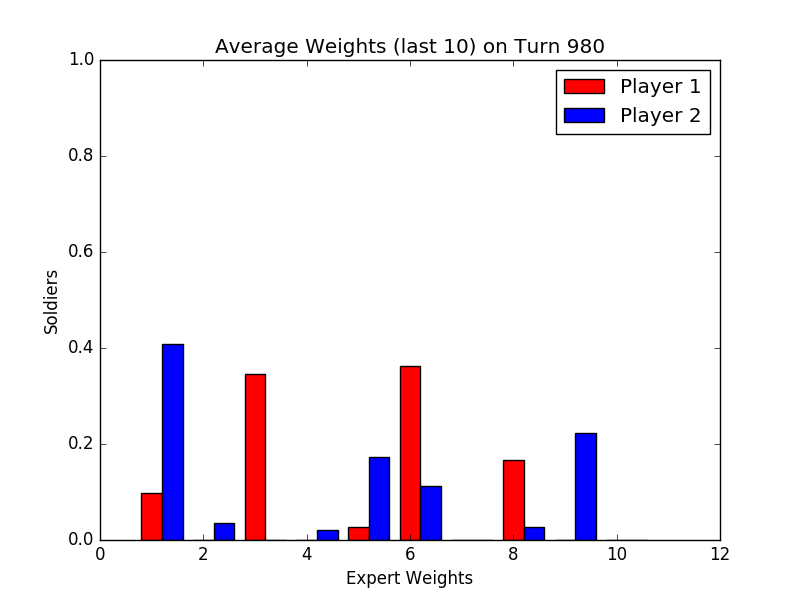 Average Weights (last 10) on Turn 980
1.0
Player 1
Player 2
0.8
0.6
Soldiers
0.4
0.2
0.0
0 2 4 6 8 10 12
Expert Weights